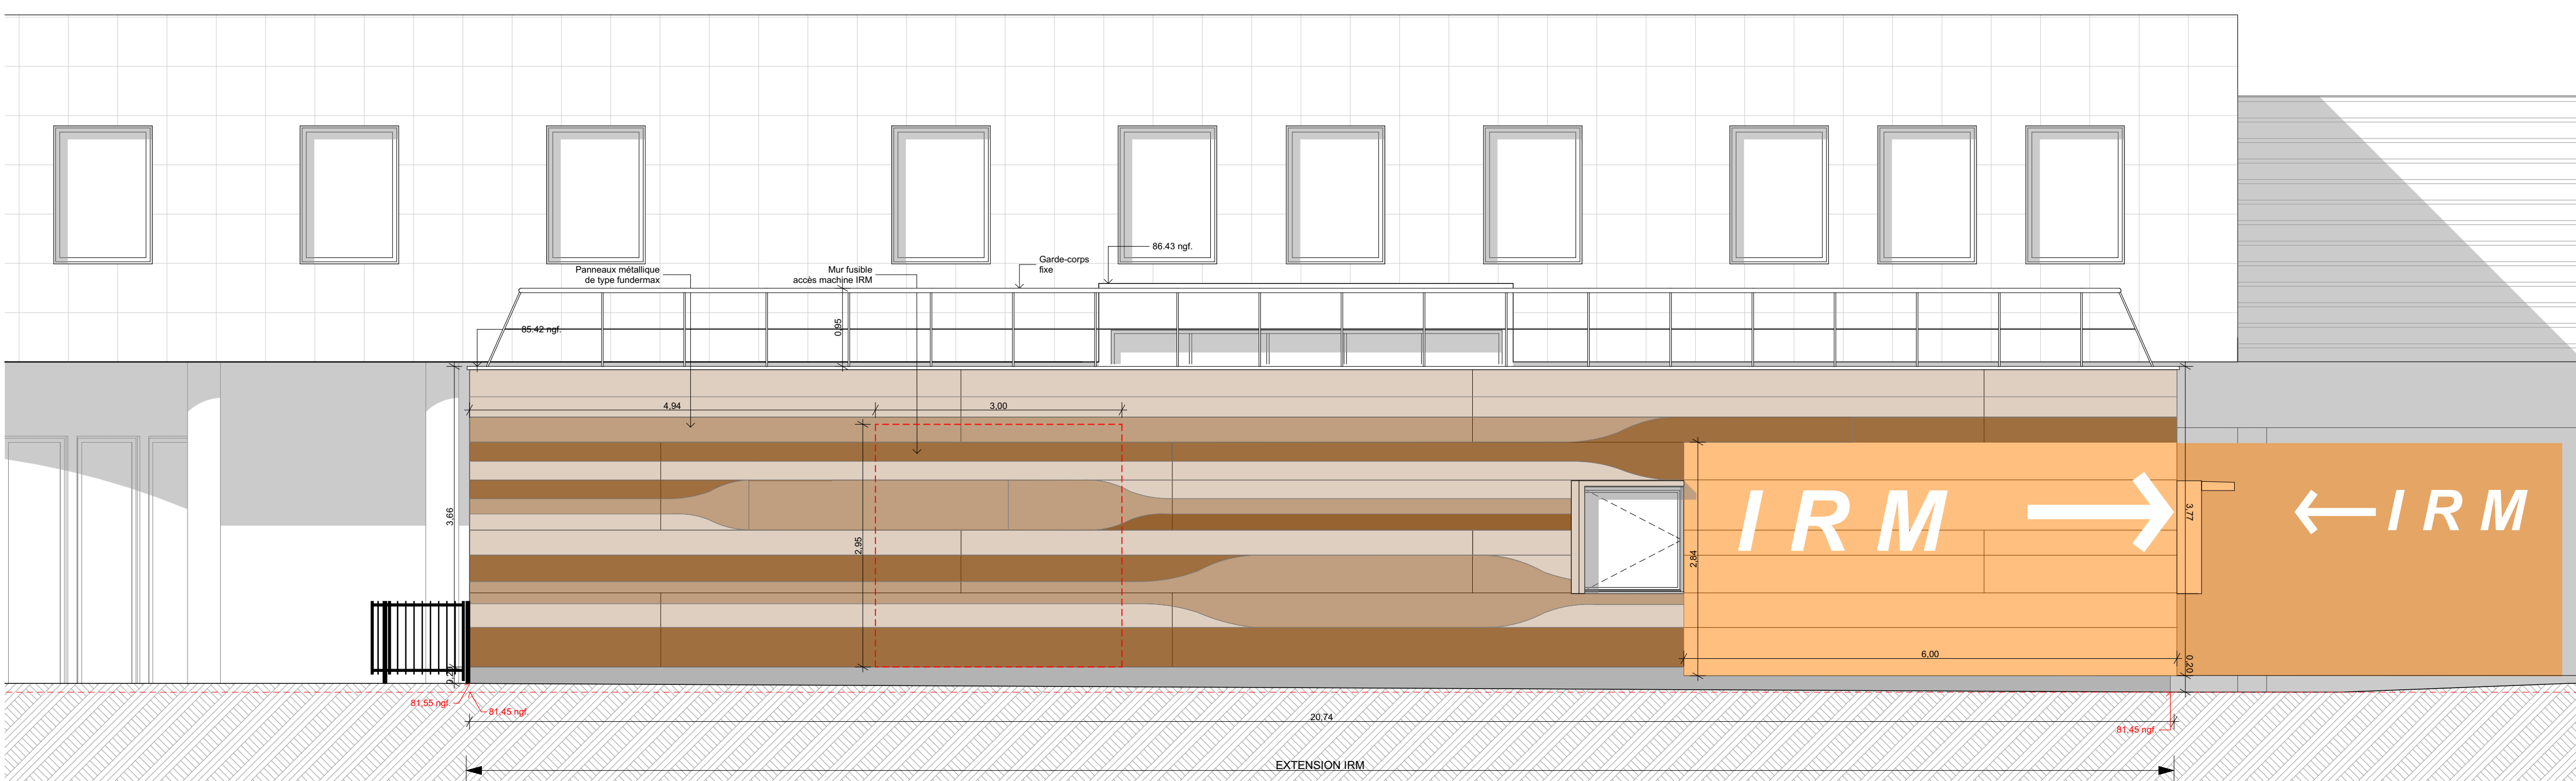 86.43 ngf.
Garde-corps
fixe
Panneaux métallique
de type fundermax
Mur fusible
accès machine IRM
85.42 ngf.
0,95
4,94
3,00
3,66
2,95
2,84
3,77
IRM →
← IRM
6,00
0,20
0,20
81,55 ngf.
81,45 ngf.
20,74
81,45 ngf.
EXTENSION IRM